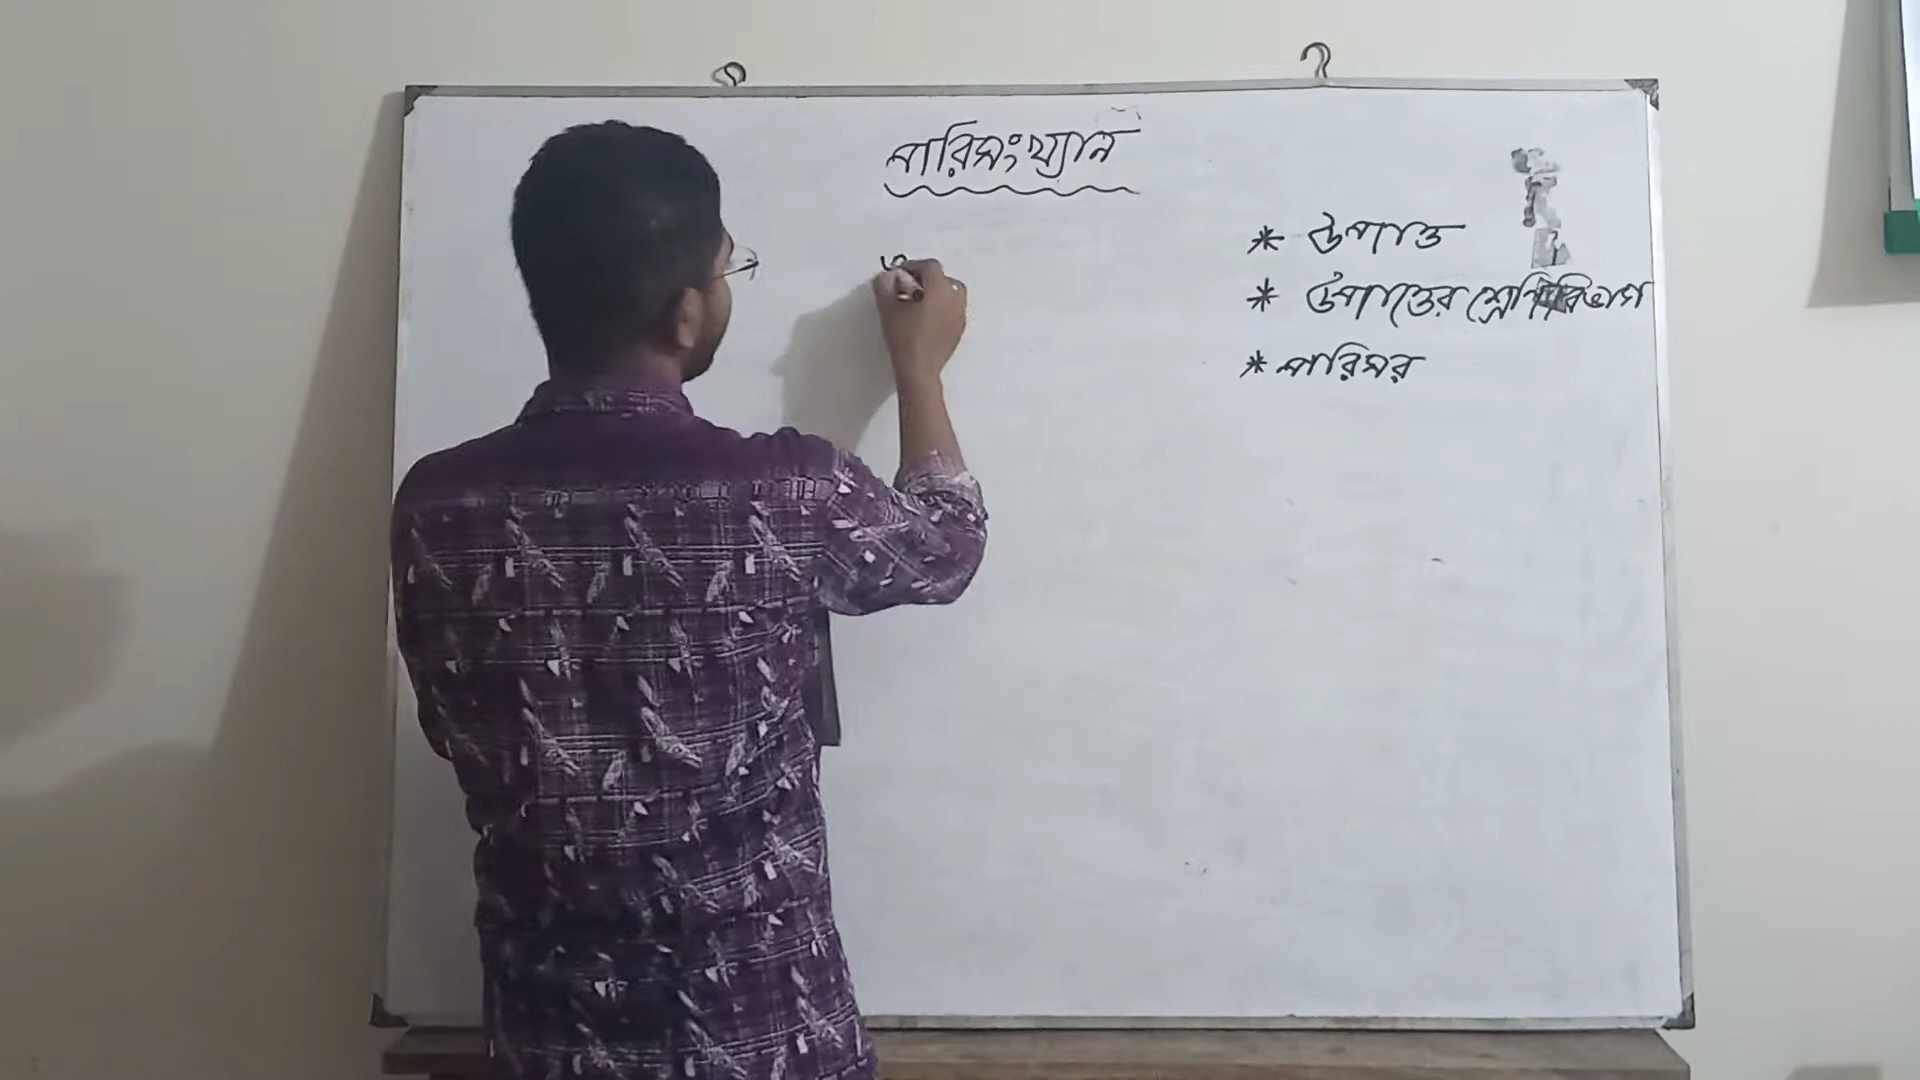 পরিসংখ্যান
* উপাত্ত
* উপাত্তের শ্রেণিবিভাগ
* পরিসর